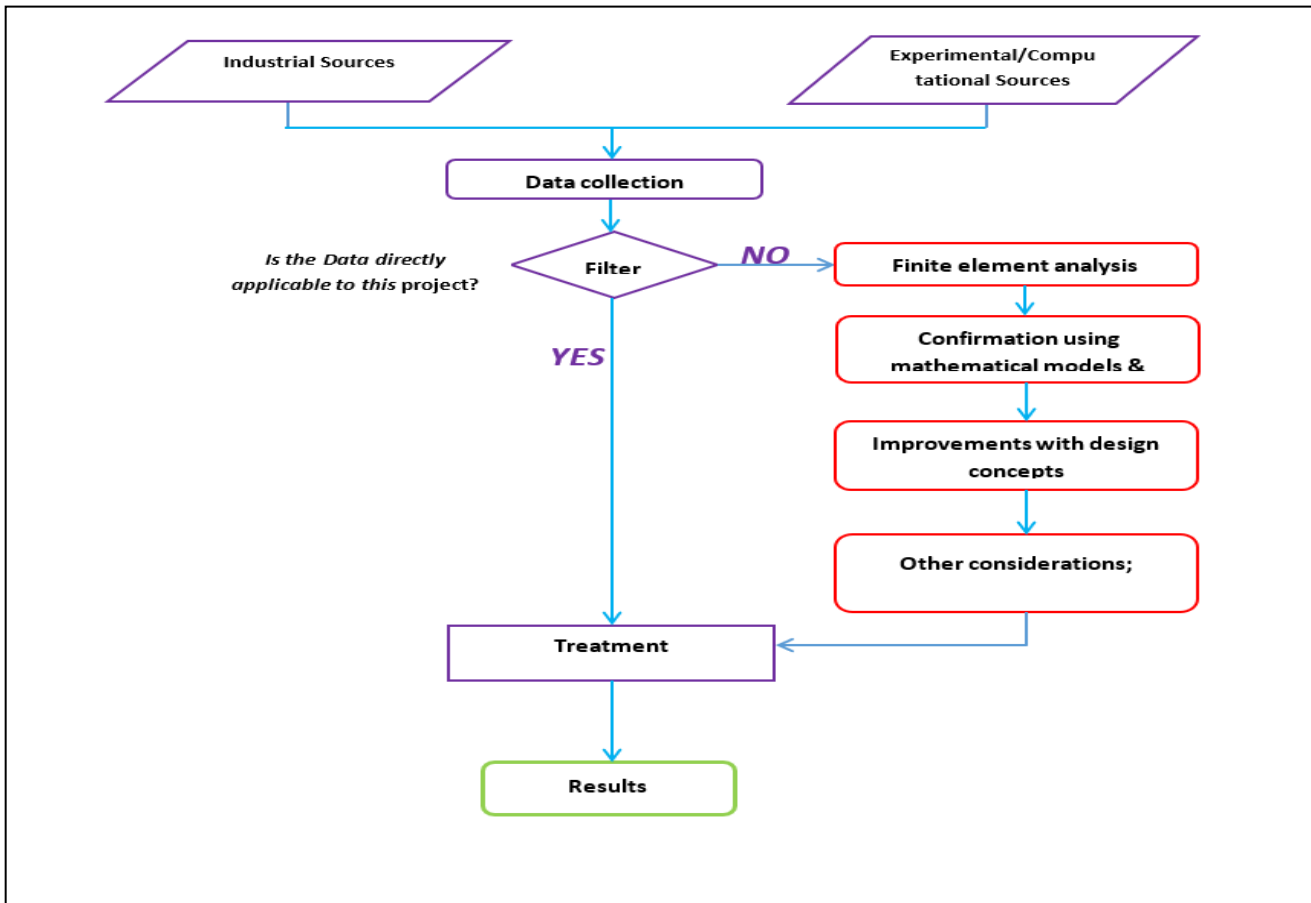 Industrial Sources
Experimental/Compu
tational Sources
Data collection
Is the Data directly
applicable to this project?
Filter
NO
Finite element analysis
YES
Confirmation using
mathematical models &
Improvements with design
concepts
Other considerations;
Treatment
Results